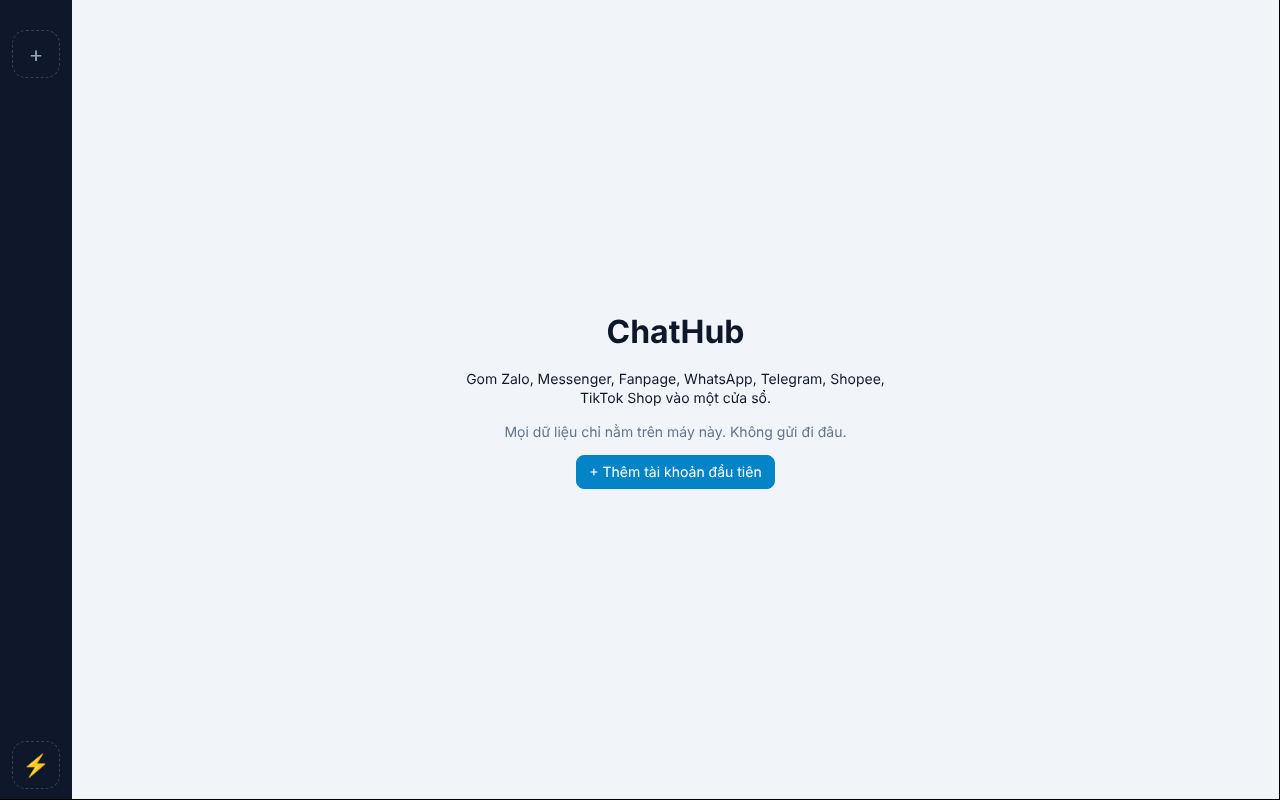 +
ChatHub
Gom Zalo, Messenger, Fanpage, WhatsApp, Telegram, Shopee,
TikTok Shop vào một cửa sổ.
Mọi dữ liệu chỉ nằm trên máy này. Không gửi đi đâu.
+ Thêm tài khoản đầu tiên